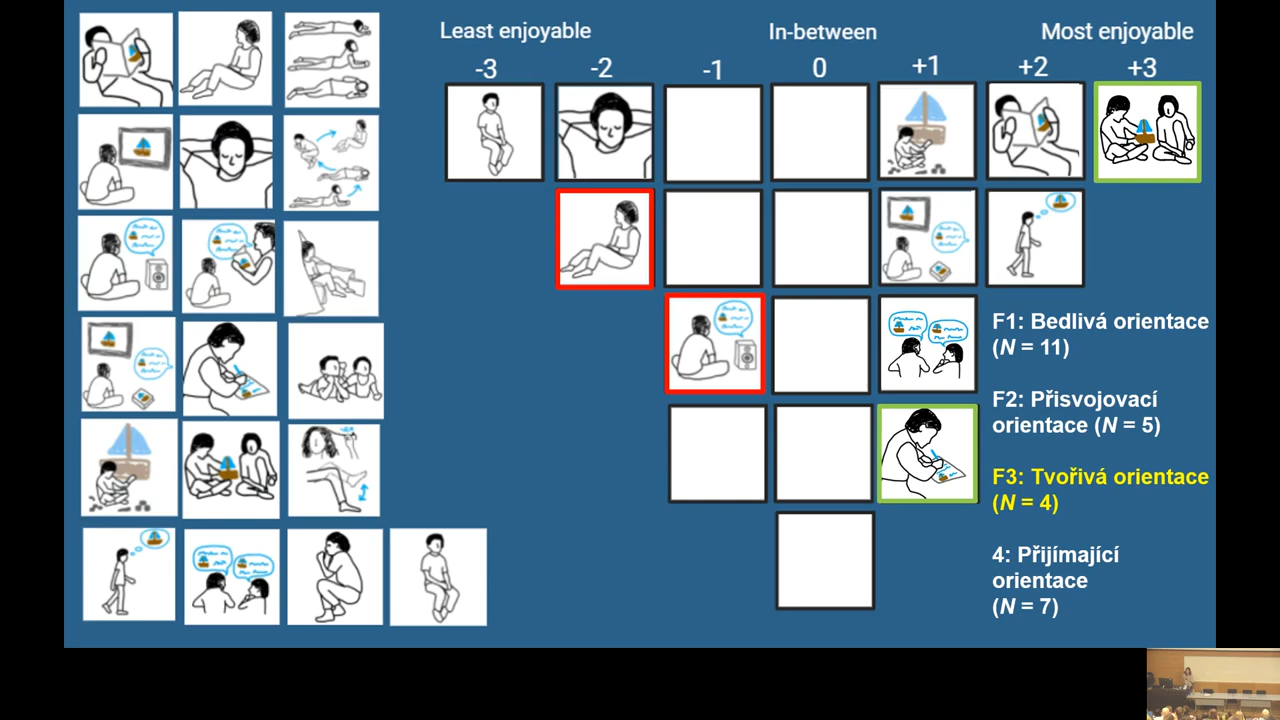 Least enjoyable
In-between
Most enjoyable
-3
-2
-1
0
+1
+2
+3
F1: Bedlivá orientace
(N = 11)
F2: Přisvojovací
orientace (N = 5)
F3: Tvořivá orientace
(N = 4)
4: Přijímající
orientace
(N = 7)